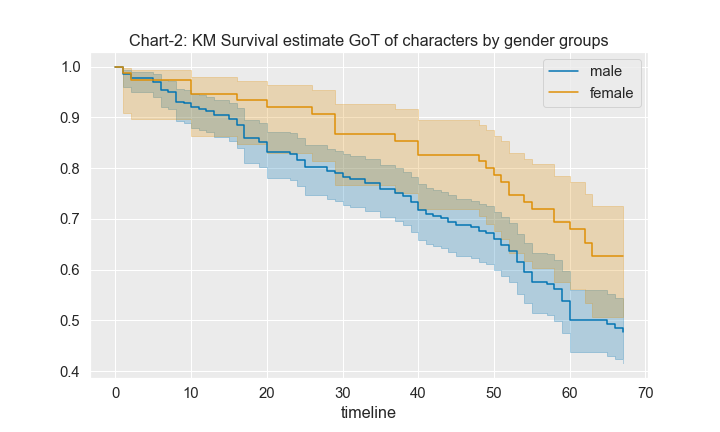 Chart-2: KM Survival estimate GoT of characters by gender groups
male
female
1.0
0.9
0.8
0.7
0.6
0.5
0.4
0 10 20 30 40 50 60 70
timeline